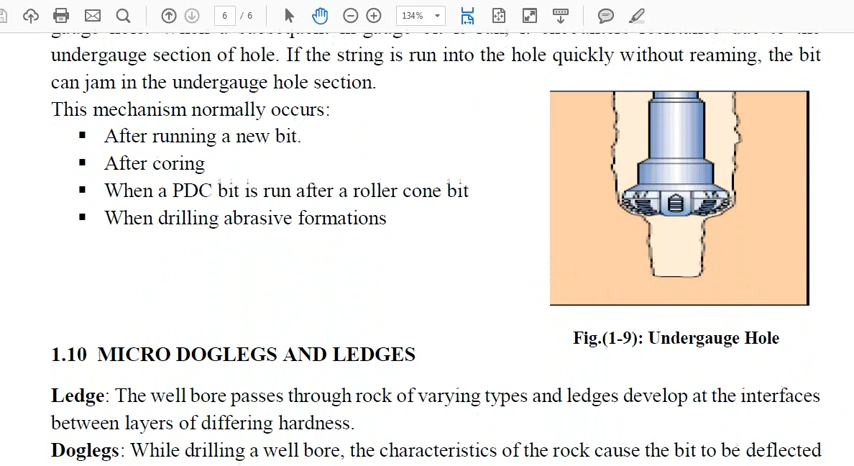 6 / 6
134%
undergauge section of hole. If the string is run into the hole quickly without reaming, the bit
can jam in the undergauge hole section.
This mechanism normally occurs:
▪ After running a new bit.
▪ After coring
▪ When a PDC bit is run after a roller cone bit
▪ When drilling abrasive formations
Fig.(1-9): Undergauge Hole
1.10 MICRO DOGLEGS AND LEDGES
Ledge: The well bore passes through rock of varying types and ledges develop at the interfaces
between layers of differing hardness.
Doglegs: While drilling a well bore, the characteristics of the rock cause the bit to be deflected